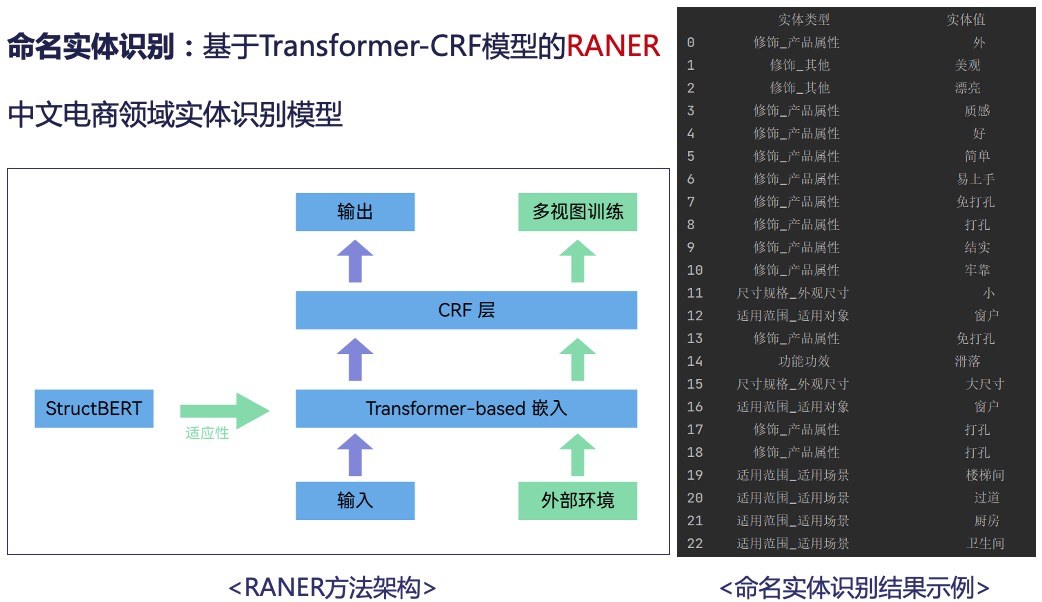 命名实体识别：基于Transformer-CRF模型的RANER
中文电商领域实体识别模型
输出
多视图训练
CRF 层
StructBERT
适应性
Transformer-based 嵌入
输入
外部环境
<RANER方法架构>
实体类型 实体值
0 修饰_产品属性 外
1 修饰_其他 美观
2 修饰_其他 漂亮
3 修饰_产品属性 质感
4 修饰_产品属性 好
5 修饰_产品属性 简单
6 修饰_产品属性 易上手
7 修饰_产品属性 免打孔
8 修饰_产品属性 打孔
9 修饰_产品属性 结实
10 修饰_产品属性 牢靠
11 尺寸规格_外观尺寸 小
12 适用范围_适用对象 窗户
13 修饰_产品属性 免打孔
14 功能功效 滑落
15 尺寸规格_外观尺寸 大尺寸
16 适用范围_适用对象 窗户
17 修饰_产品属性 打孔
18 修饰_产品属性 打孔
19 适用范围_适用场景 楼梯间
20 适用范围_适用场景 过道
21 适用范围_适用场景 厨房
22 适用范围_适用场景 卫生间
<命名实体识别结果示例>